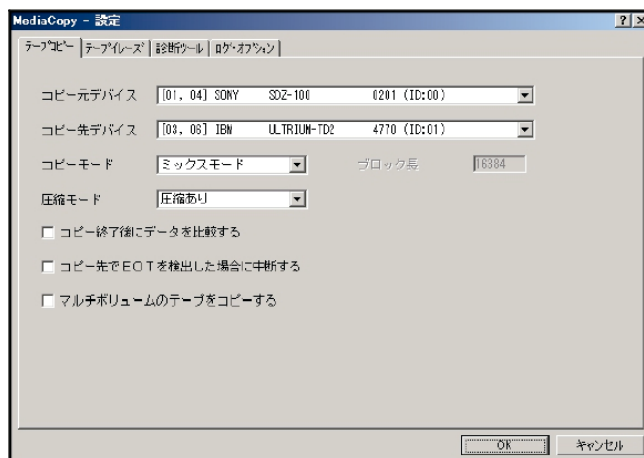 MediaCopy - 設定
テープコピー テープイレーズ 診断ツール ログ・オプション
コピー元デバイス [01, 04] SONY SDZ-100 0201 (ID:00)
コピー先デバイス [03, 06] IBM ULTRIUM-TD2 4770 (ID:01)
コピーモード ミックスモード ブロック長 16384
圧縮モード 圧縮あり
コピー終了後にデータを比較する
コピー先でEOTを検出した場合に中断する
マルチボリュームのテープをコピーする
OK キャンセル